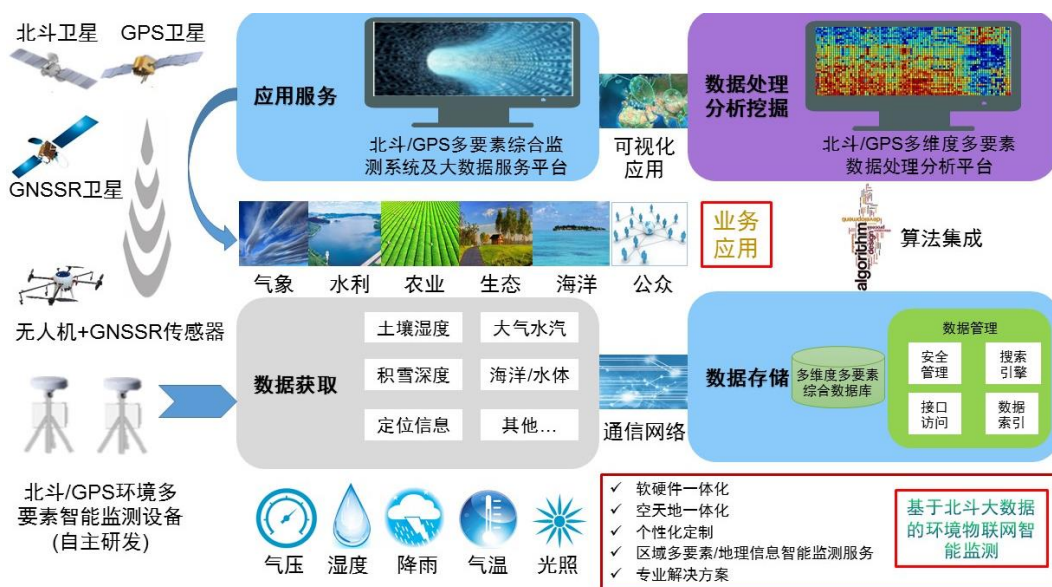 北斗卫星
GPS卫星
GNSSR卫星
无人机+GNSSR传感器
北斗/GPS环境多
要素智能监测设备
(自主研发)
应用服务
北斗/GPS多要素综合监
测系统及大数据服务平台
可视化
应用
数据处理
分析挖掘
北斗/GPS多维度多要素
数据处理分析平台
气象
水利
农业
生态
海洋
公众
业务
应用
algorithm
development
design
process
算法集成
数据获取
土壤湿度
大气水汽
积雪深度
海洋/水体
定位信息
其他...
通信网络
数据存储
多维度多要素
综合数据库
数据管理
安全
管理
搜索
引擎
接口
访问
数据
索引
气压
湿度
降雨
气温
光照
✓ 软硬件一体化
✓ 空天地一体化
✓ 个性化定制
✓ 区域多要素/地理信息智能监测服务
✓ 专业解决方案
基于北斗大数据
的环境物联网智
能监测